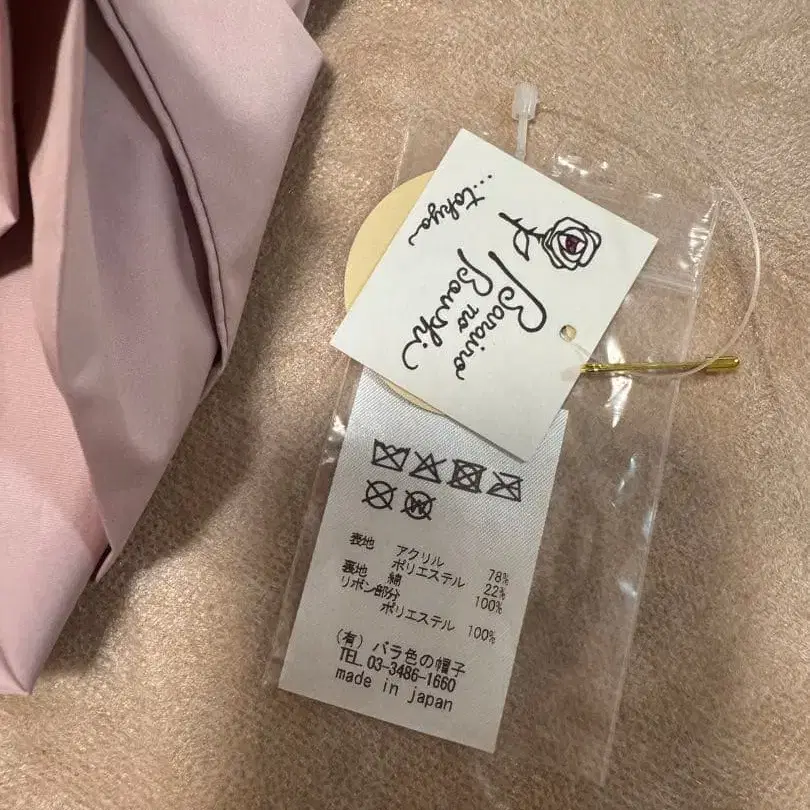 Barairo
no
Boushi
...tokyo
表地 アクリル 78%
ポリエステル 22%
裏地 綿 100%
リボン部分
ポリエステル 100%
(有) バラ色の帽子
TEL 03-3486-1660
made in japan